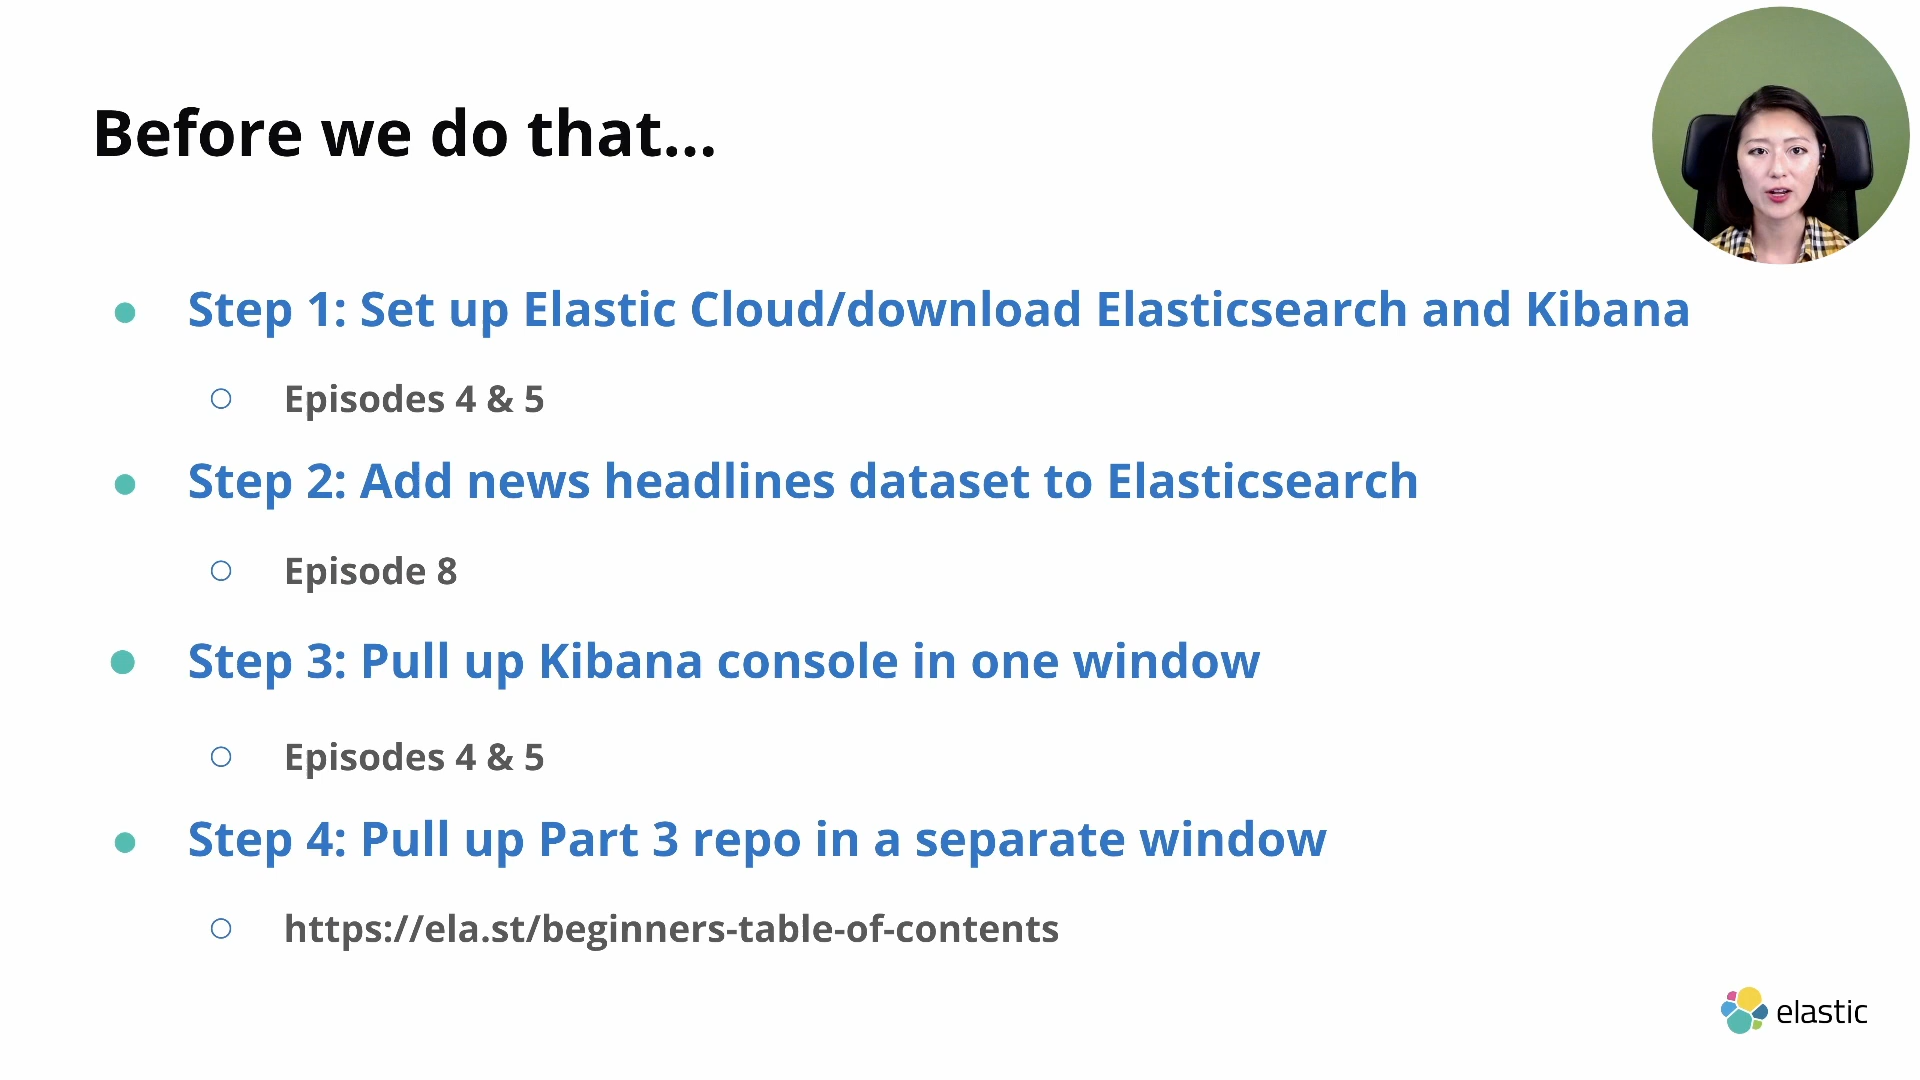 Before we do that...
Step 1: Set up Elastic Cloud/download Elasticsearch and Kibana
Episodes 4 & 5
Step 2: Add news headlines dataset to Elasticsearch
Episode 8
Step 3: Pull up Kibana console in one window
Episodes 4 & 5
Step 4: Pull up Part 3 repo in a separate window
https://ela.st/beginners-table-of-contents
elastic